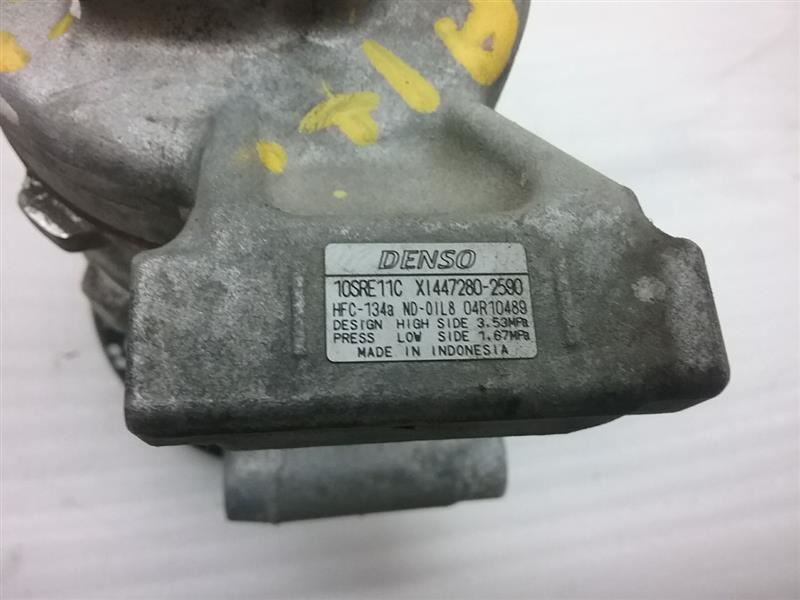 DENSO
10SRE11C XI447280-2590
HFC-134a ND-OIL8 04R10489
DESIGN HIGH SIDE 3.53MPa
PRESS LOW SIDE 1.67MPa
MADE IN INDONESIA